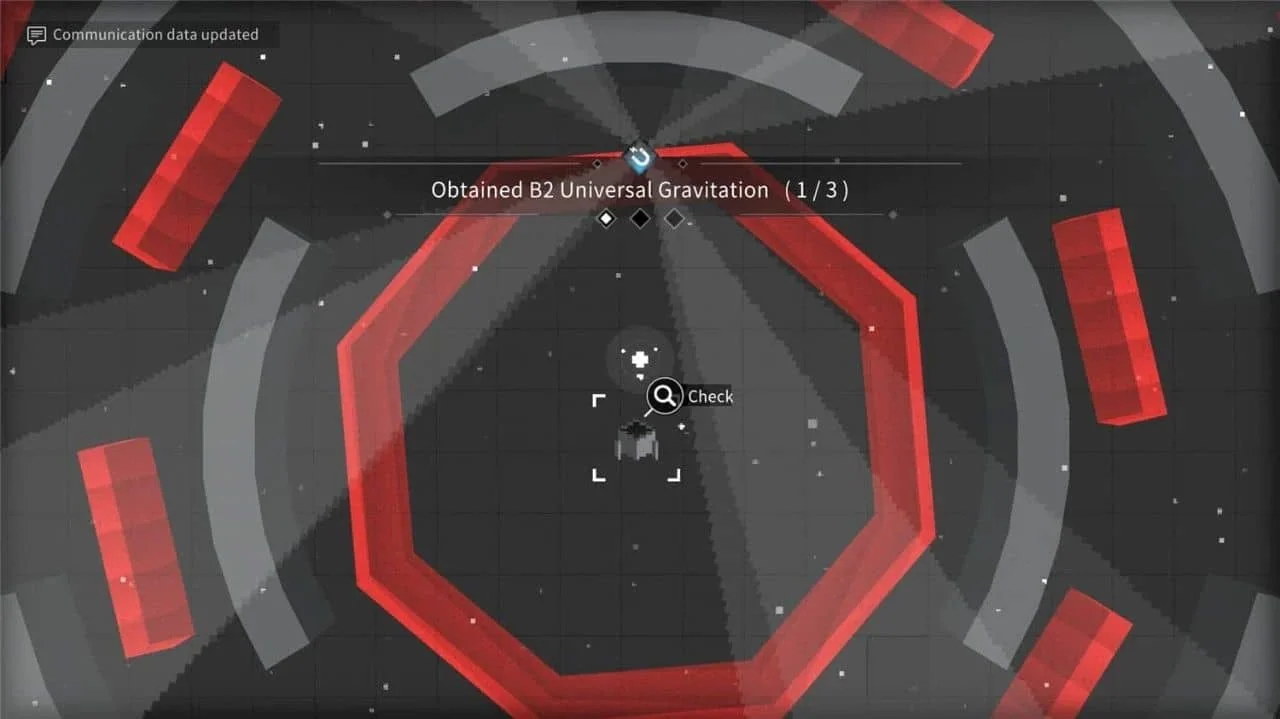 Communication data updated
Obtained B2 Universal Gravitation ( 1 / 3 )
Check